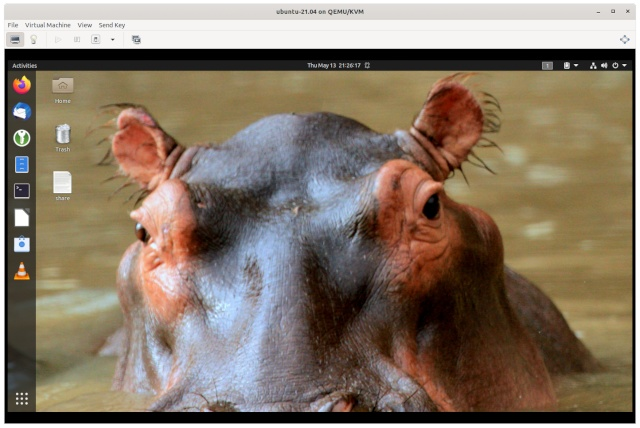 ubuntu-21.04 on QEMU/KVM
File Virtual Machine View Send Key
Activities
Thu May 13 21:26:17
1
Home
Trash
share